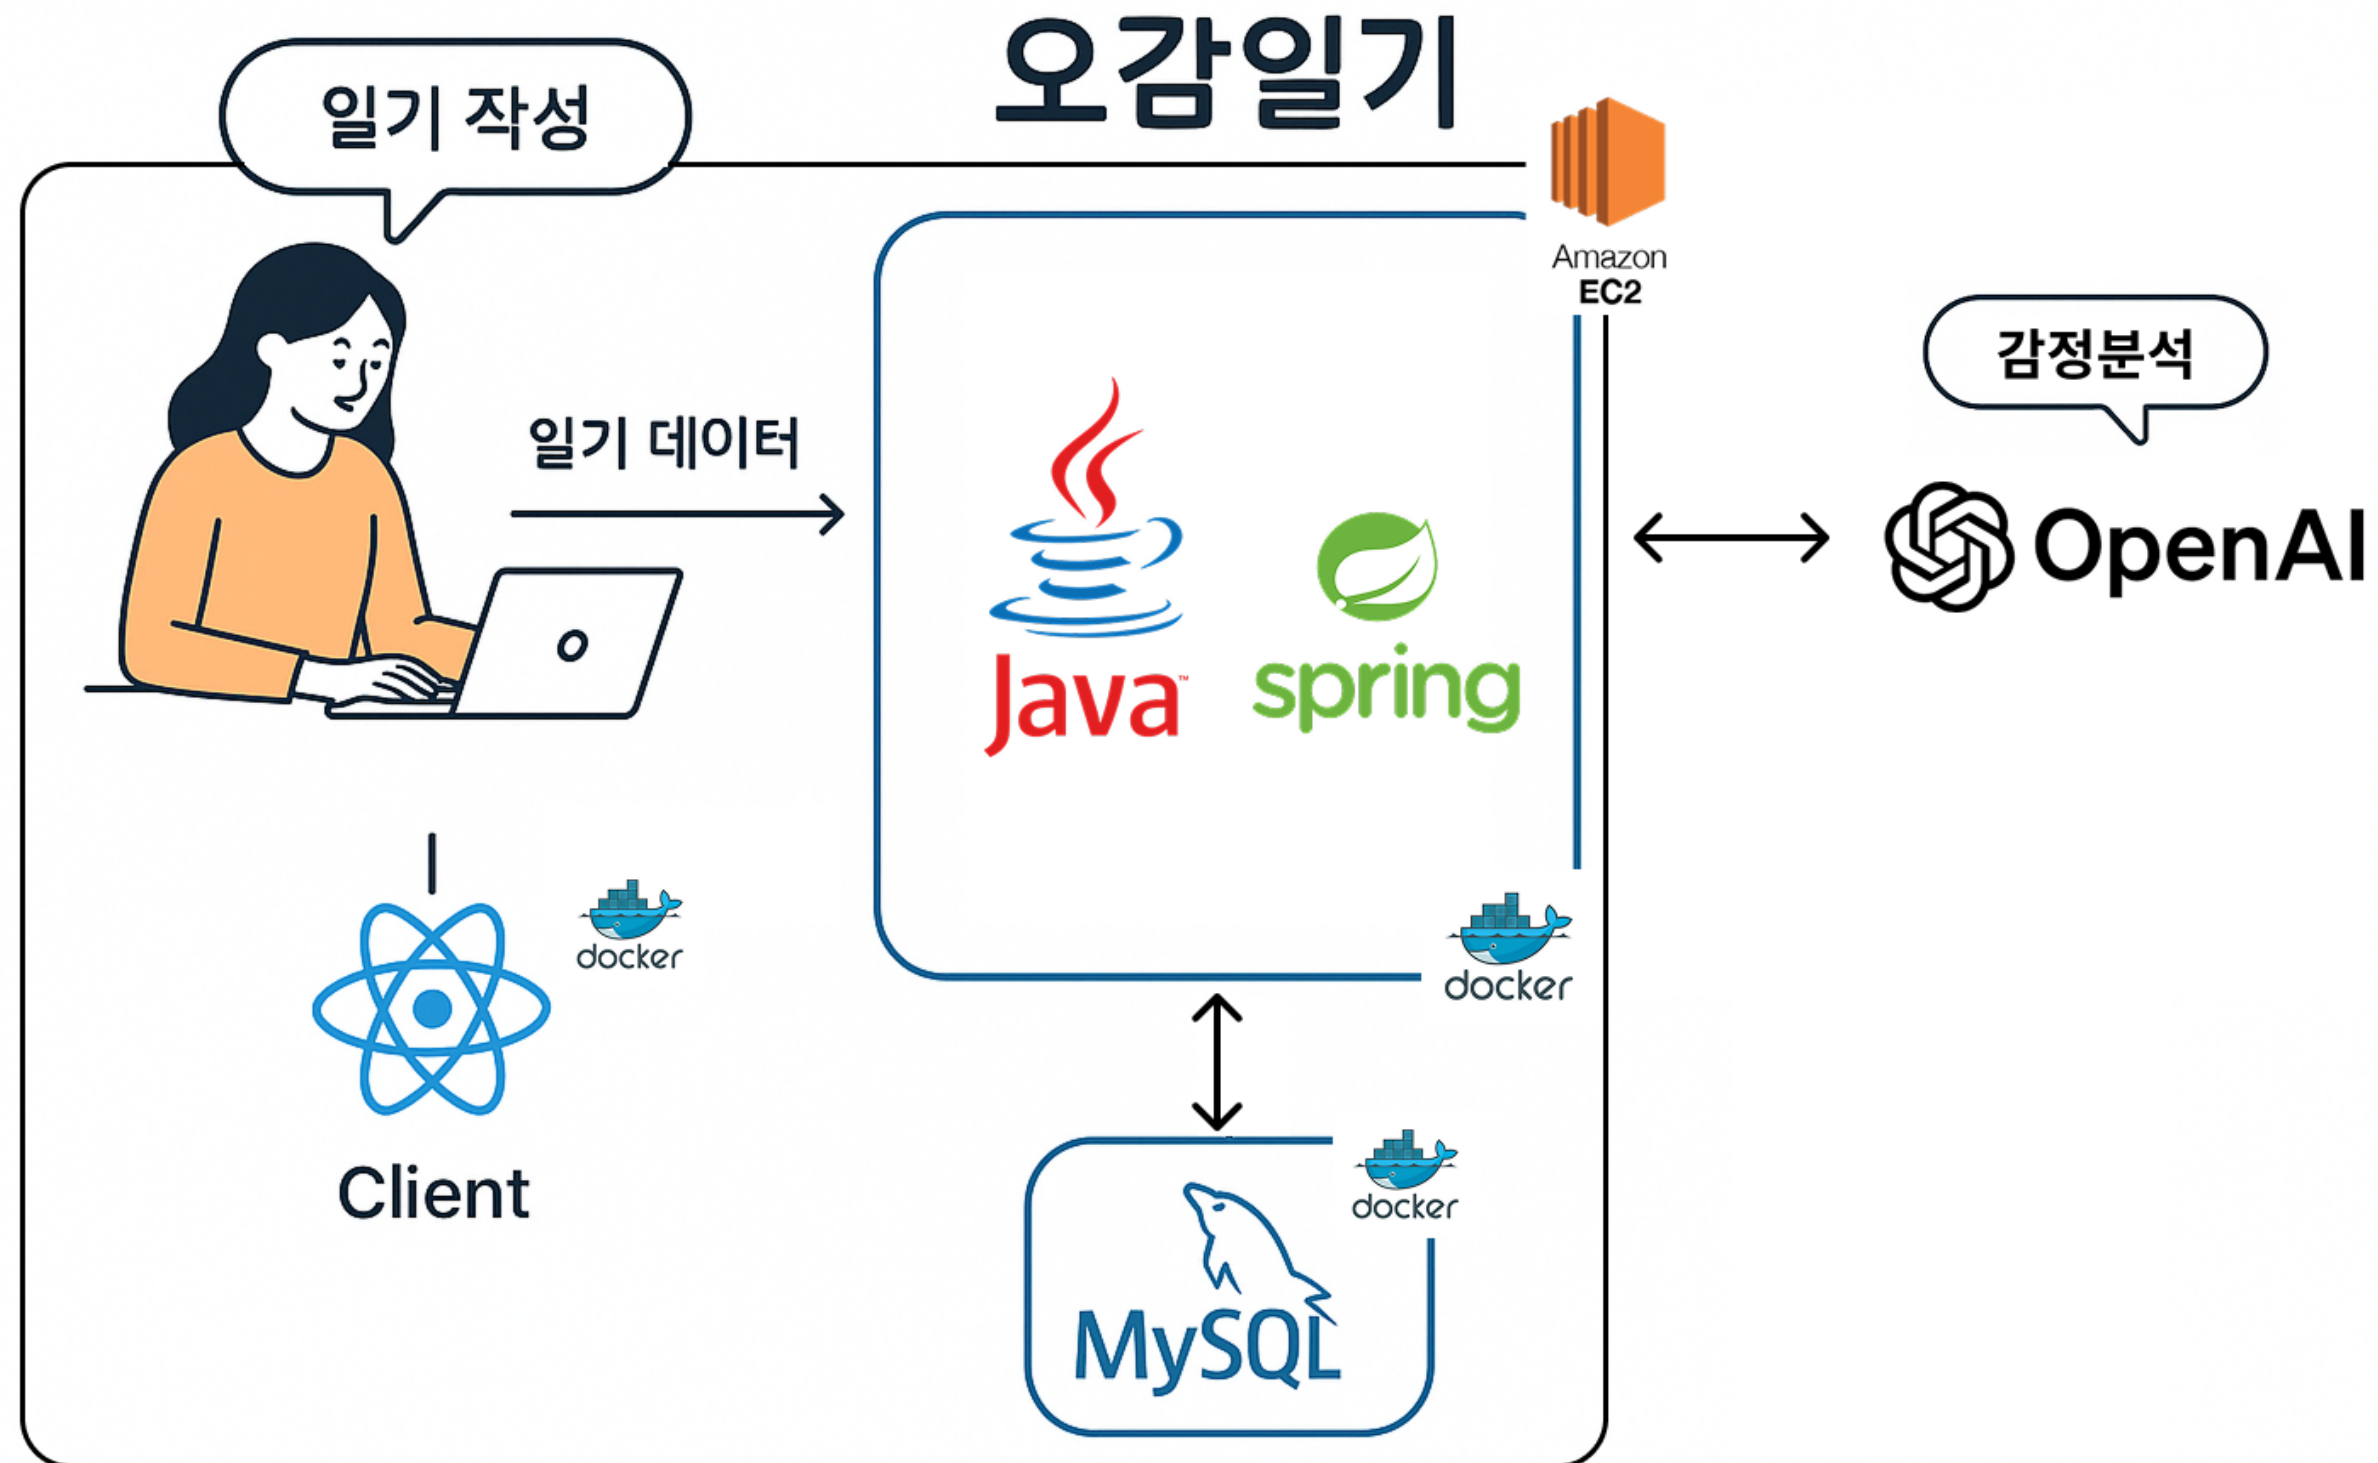 오감일기
일기 작성
Amazon
EC2
감정분석
일기 데이터
OpenAI
Java™
spring
docker
docker
Client
docker
MySQL